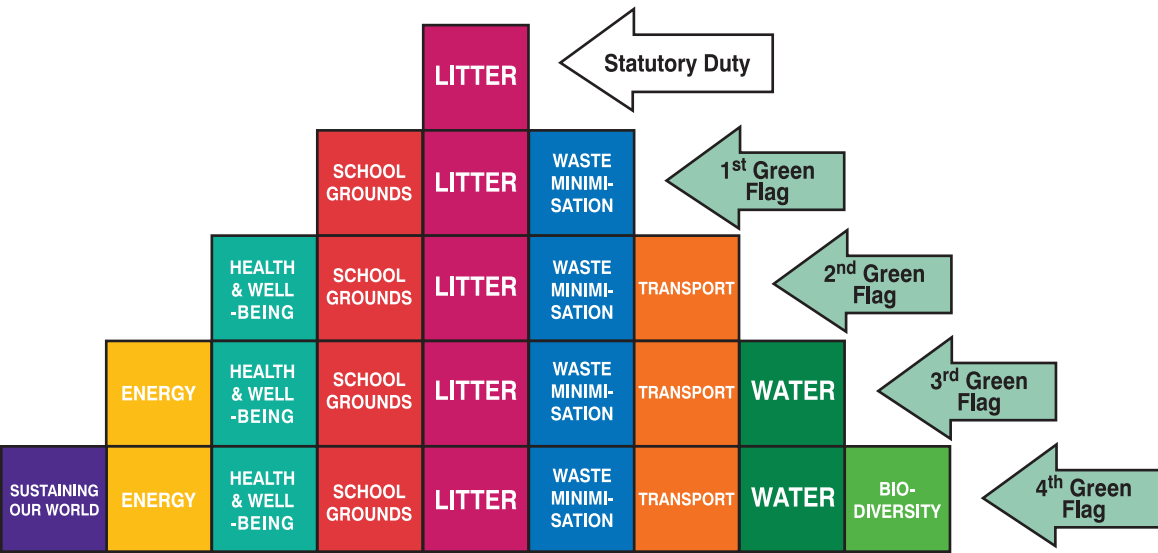 LITTER
Statutory Duty
SCHOOL
GROUNDS
LITTER
WASTE
MINIMI-
SATION
1st Green
Flag
HEALTH
& WELL
-BEING
SCHOOL
GROUNDS
LITTER
WASTE
MINIMI-
SATION
TRANSPORT
2nd Green
Flag
ENERGY
HEALTH
& WELL
-BEING
SCHOOL
GROUNDS
LITTER
WASTE
MINIMI-
SATION
TRANSPORT
WATER
3rd Green
Flag
SUSTAINING
OUR WORLD
ENERGY
HEALTH
& WELL
-BEING
SCHOOL
GROUNDS
LITTER
WASTE
MINIMI-
SATION
TRANSPORT
WATER
BIO-
DIVERSITY
4th Green
Flag